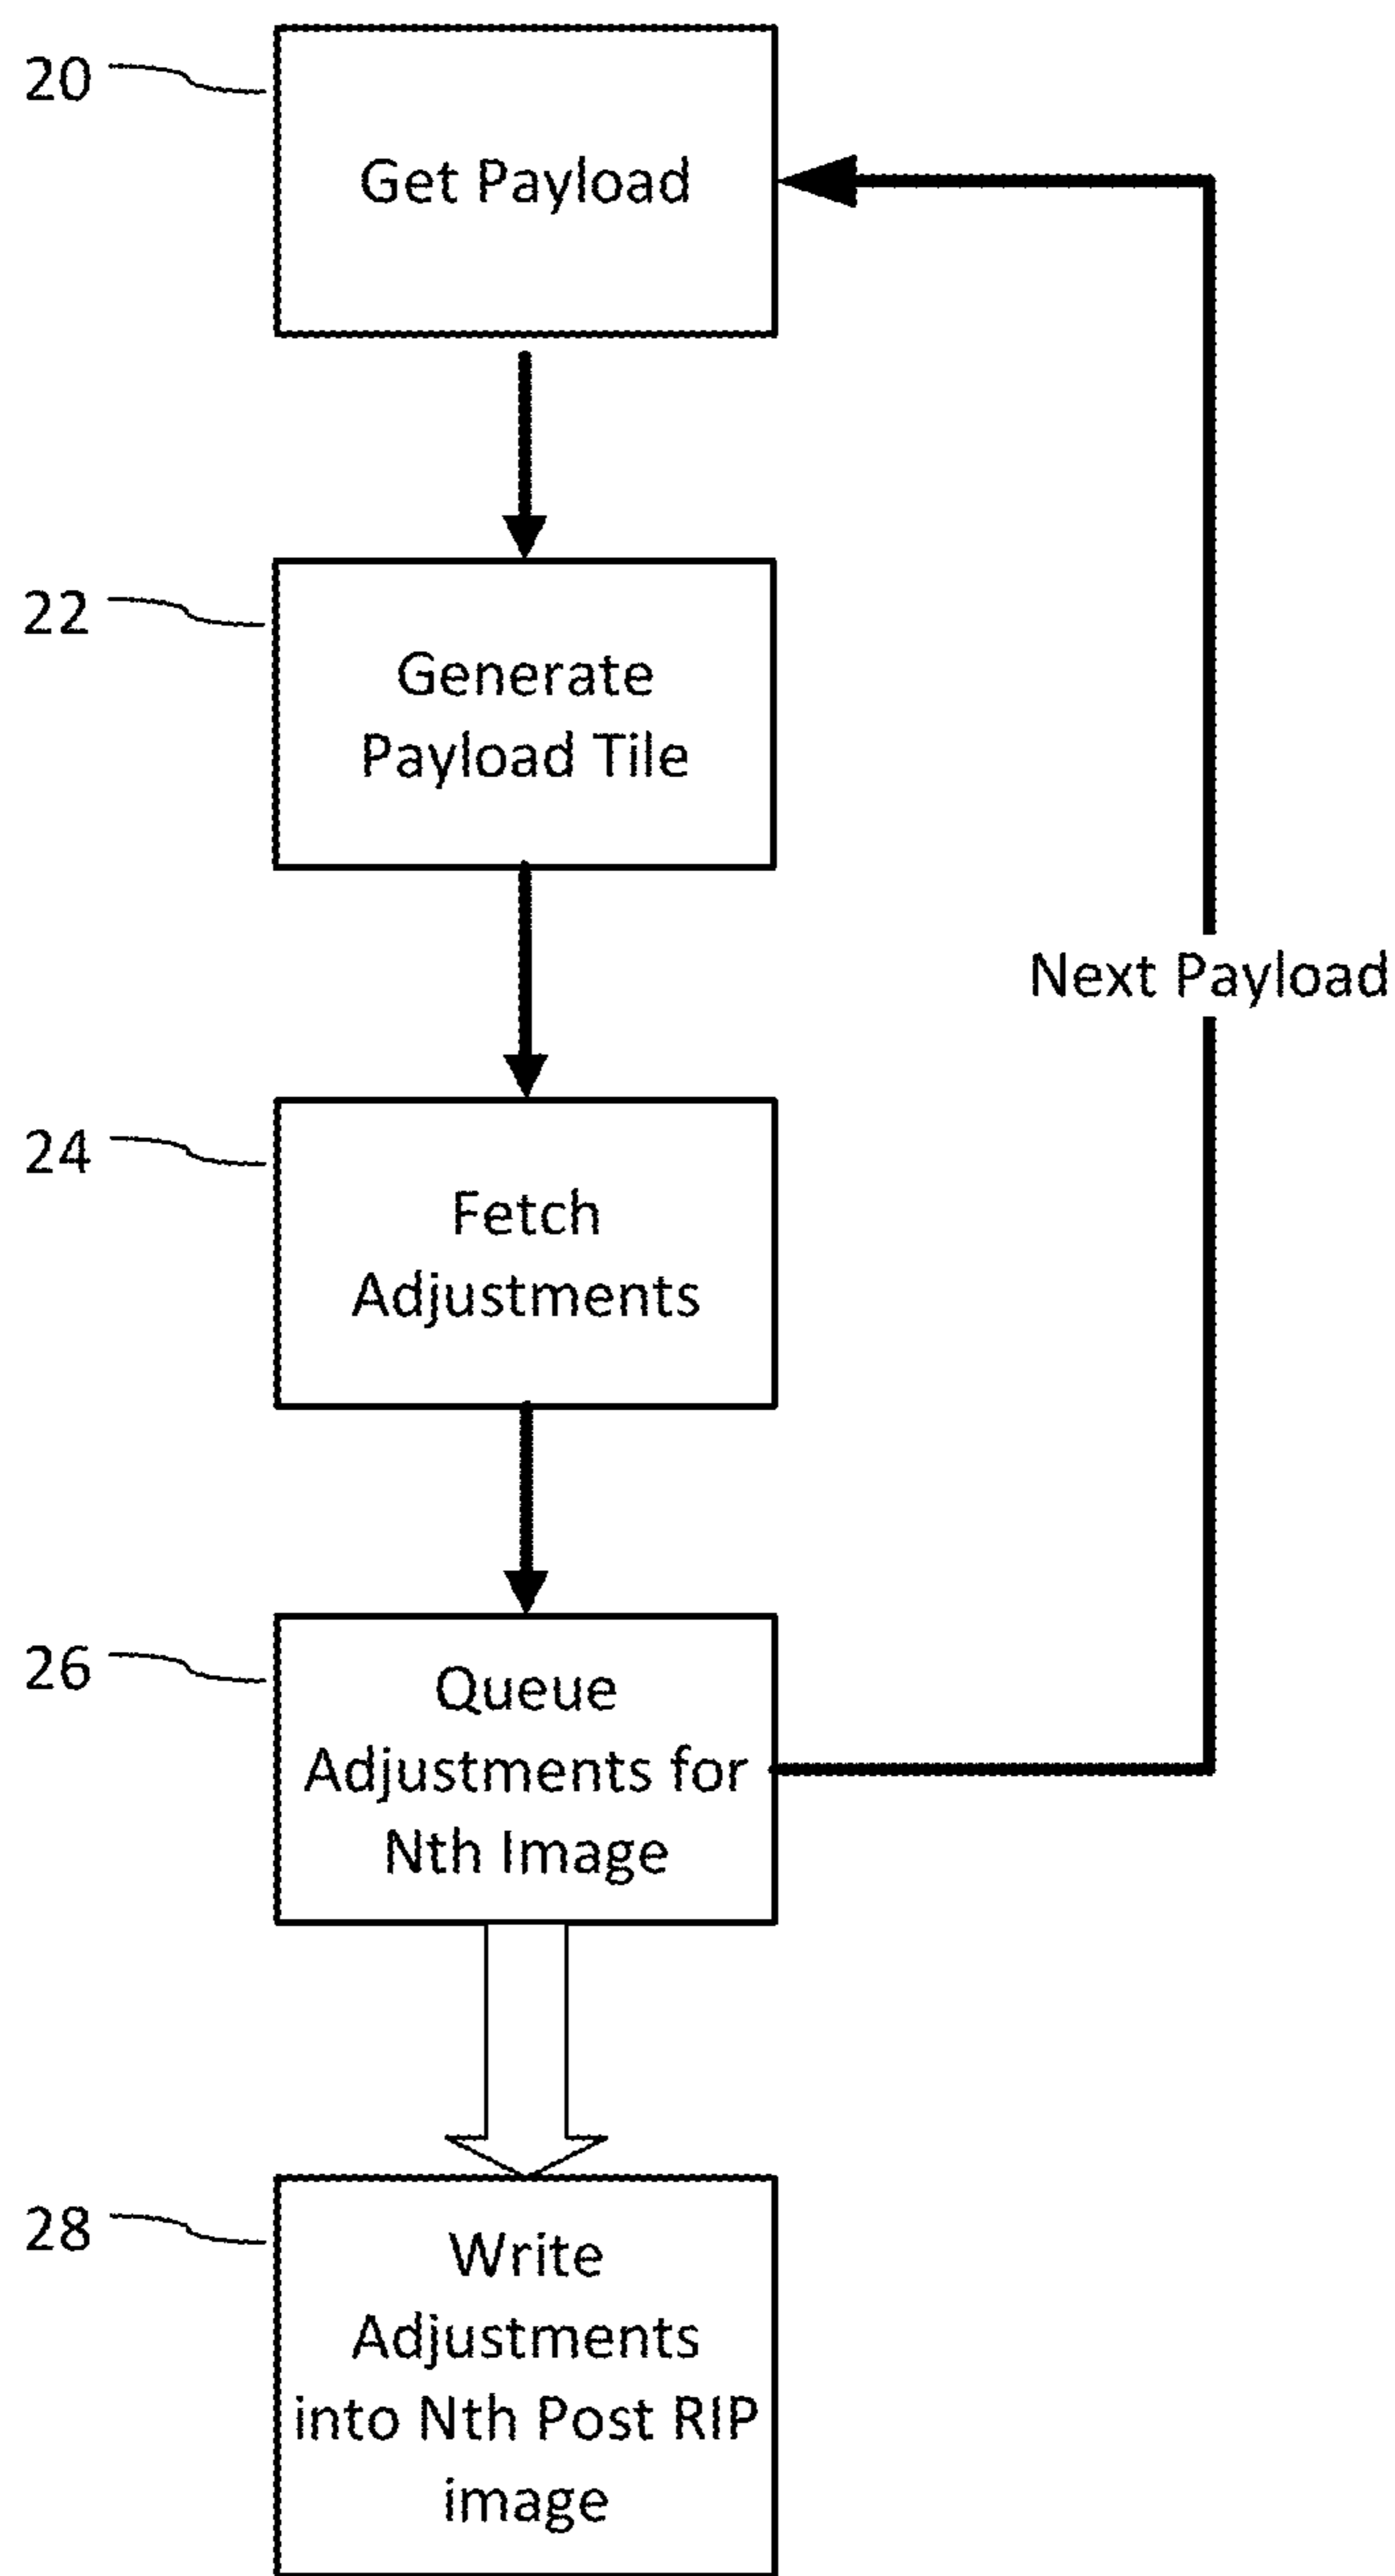 20
Get Payload
22
Generate
Payload Tile
Next Payload
24
Fetch
Adjustments
26
Queue
Adjustments for
Nth Image
28
Write
Adjustments
into Nth Post RIP
image